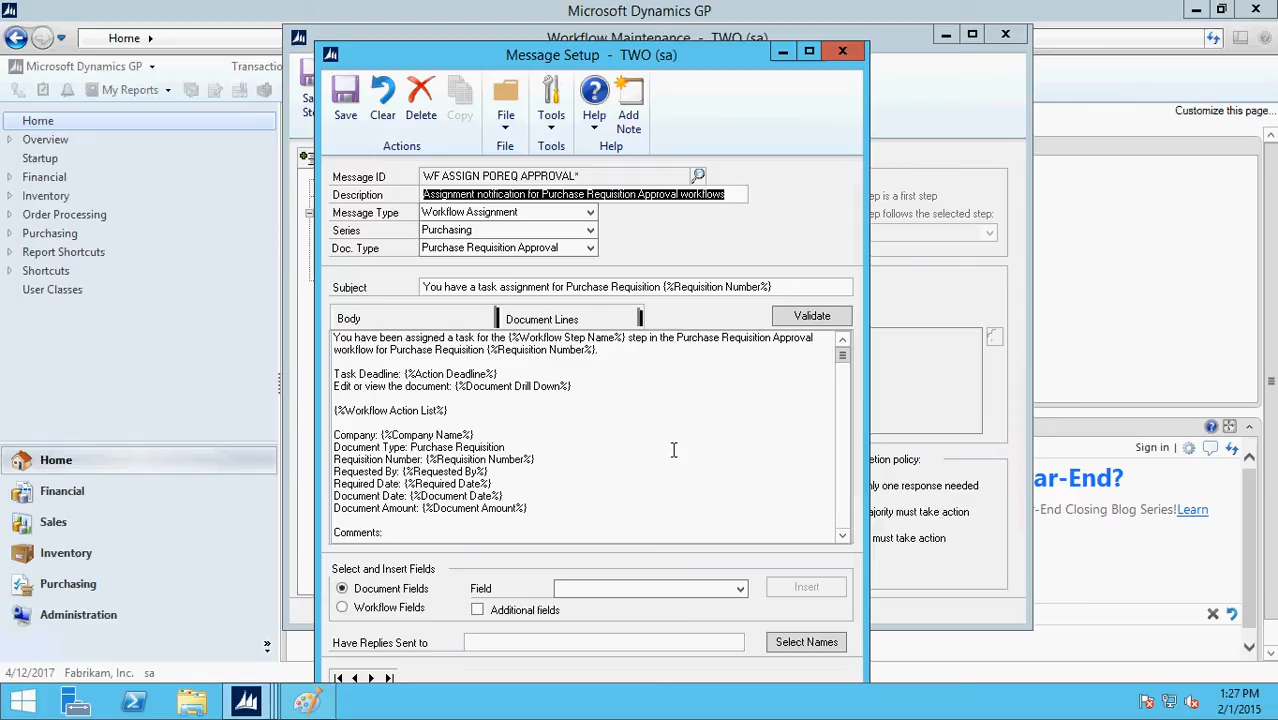 Microsoft Dynamics GP
Home
Workflow Maintenance - TWO (sa)
Message Setup - TWO (sa)
Microsoft Dynamics GP
Transactio
My Reports
Customize this page...
Sa
Ste
Save
Clear
Delete
Copy
File
Tools
Help
Add
Note
Actions
File
Tools
Help
Home
Overview
Startup
Financial
Inventory
Order Processing
Purchasing
Report Shortcuts
Shortcuts
User Classes
Message ID
WF ASSIGN POREQ APPROVAL*
Description
Assignment notification for Purchase Requisition Approval workflows
Message Type
Workflow Assignment
Series
Purchasing
Doc. Type
Purchase Requisition Approval
ep is a first step
ep follows the selected step:
Subject
You have a task assignment for Purchase Requisition {%Requisition Number%}
Body
Document Lines
Validate
You have been assigned a task for the {%Workflow Step Name%} step in the Purchase Requisition Approval
workflow for Purchase Requisition {%Requisition Number%}.
Task Deadline: {%Action Deadline%}
Edit or view the document: {%Document Drill Down%}
{%Workflow Action List%}
Company: {%Company Name%}
Document Type: Purchase Requisition
Requisition Number: {%Requisition Number%}
Requested By: {%Requested By%}
Required Date: {%Required Date%}
Document Date: {%Document Date%}
Document Amount: {%Document Amount%}
Comments:
etion policy:
nly one response needed
ajority must take action
must take action
Sign in
ar-End?
r-End Closing Blog Series!Learn
Select and Insert Fields
Document Fields
Field
Insert
Workflow Fields
Additional fields
Have Replies Sent to
Select Names
Home
Financial
Sales
Inventory
Purchasing
Administration
4/12/2017 Fabrikam, Inc. sa
1:27 PM
2/1/2015